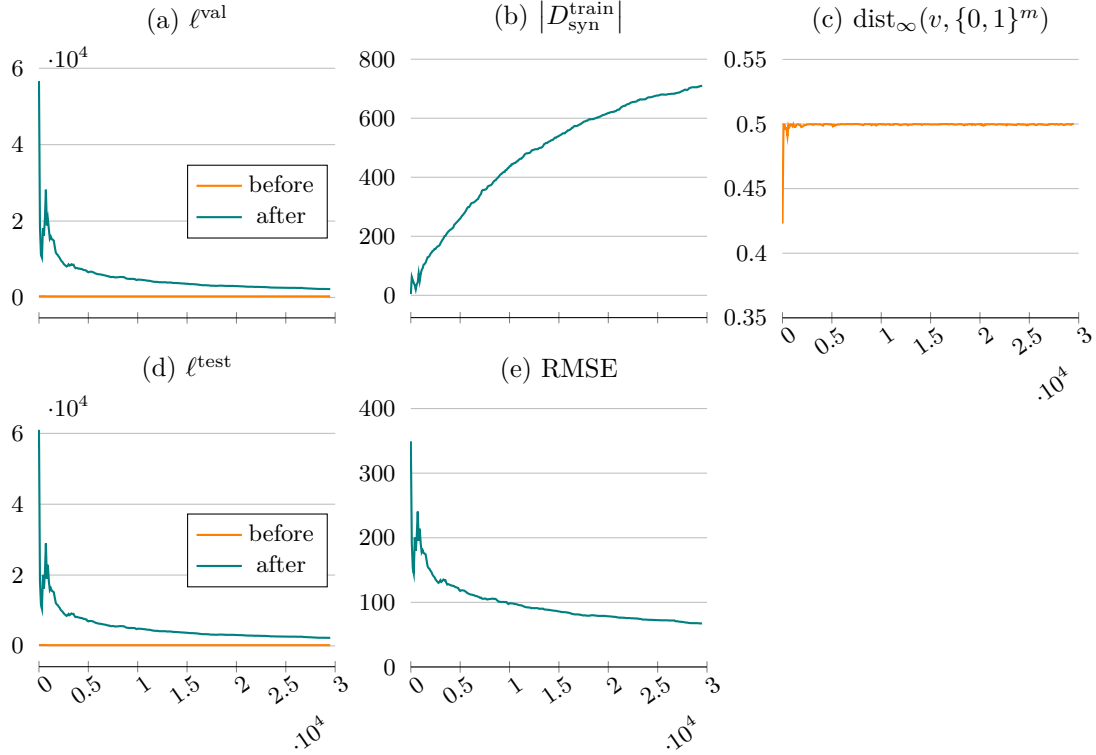 (a) ℓ^val
·10^4
6
4
2
0
before
after
(b) |D_syn^train|
800
600
400
200
0
(c) dist_∞(v, {0, 1}^m)
0.55
0.5
0.45
0.4
0.35
0 0.5 1 1.5 2 2.5 3
·10^4
(d) ℓ^test
·10^4
6
4
2
0
before
after
0 0.5 1 1.5 2 2.5 3
·10^4
(e) RMSE
400
300
200
100
0
0 0.5 1 1.5 2 2.5 3
·10^4